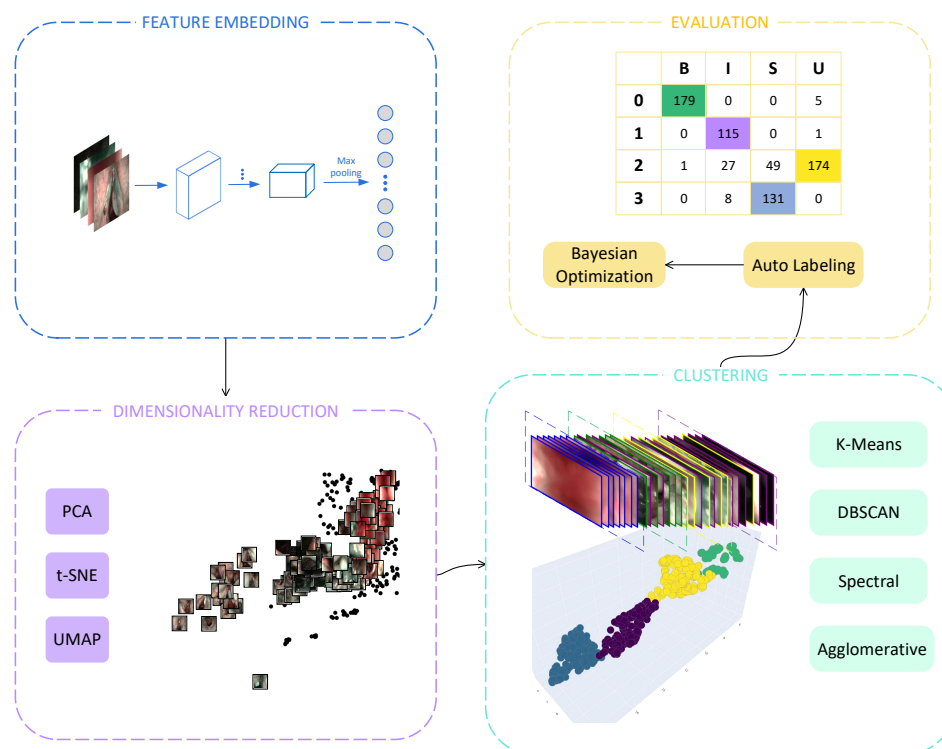 FEATURE EMBEDDING
Max
pooling
EVALUATION
B I S U
0 179 0 0 5
1 0 115 0 1
2 1 27 49 174
3 0 8 131 0
Bayesian
Optimization
Auto Labeling
DIMENSIONALITY REDUCTION
PCA
t-SNE
UMAP
CLUSTERING
K-Means
DBSCAN
Spectral
Agglomerative